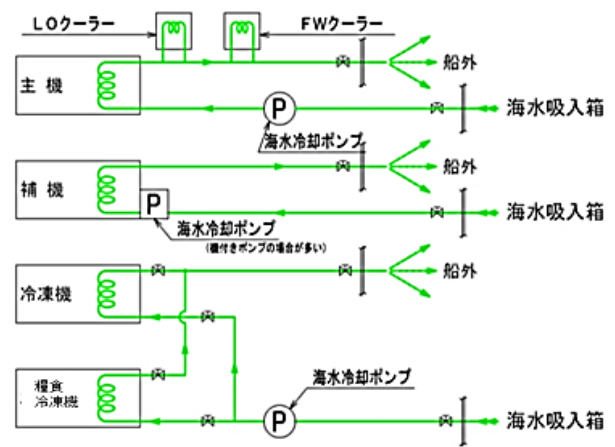 LOクーラー
FWクーラー
船外
主機
P
海水吸入箱
海水冷却ポンプ
船外
補機
P
海水吸入箱
海水冷却ポンプ
(機付きポンプの場合が多い)
船外
冷凍機
海水冷却ポンプ
糧食
冷凍機
P
海水吸入箱